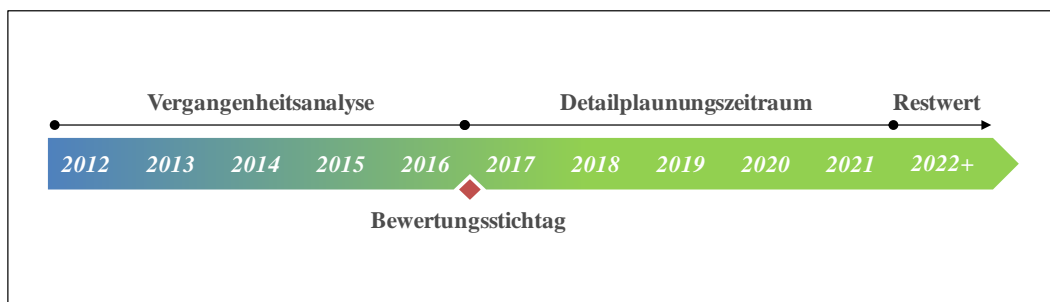 Vergangenheitsanalyse Detailplaunungszeitraum Restwert
2012 2013 2014 2015 2016 2017 2018 2019 2020 2021 2022+
Bewertungsstichtag